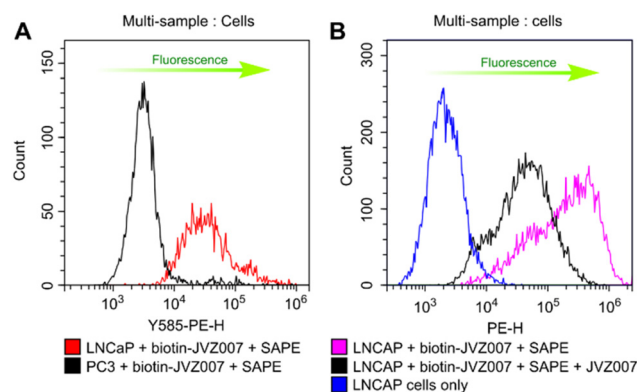 A
Multi-sample : Cells
Fluorescence
Count
150
100
50
0
10³ 10⁴ 10⁵ 10⁶
Y585-PE-H
LNCaP + biotin-JVZ007 + SAPE
PC3 + biotin-JVZ007 + SAPE
B
Multi-sample : cells
Fluorescence
Count
300
200
100
0
10³ 10⁴ 10⁵ 10⁶
PE-H
LNCAP + biotin-JVZ007 + SAPE
LNCAP + biotin-JVZ007 + SAPE + JVZ007
LNCAP cells only